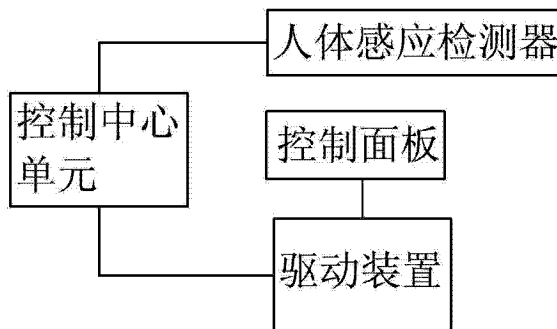 人体感应检测器
控制中心
单元
控制面板
驱动装置